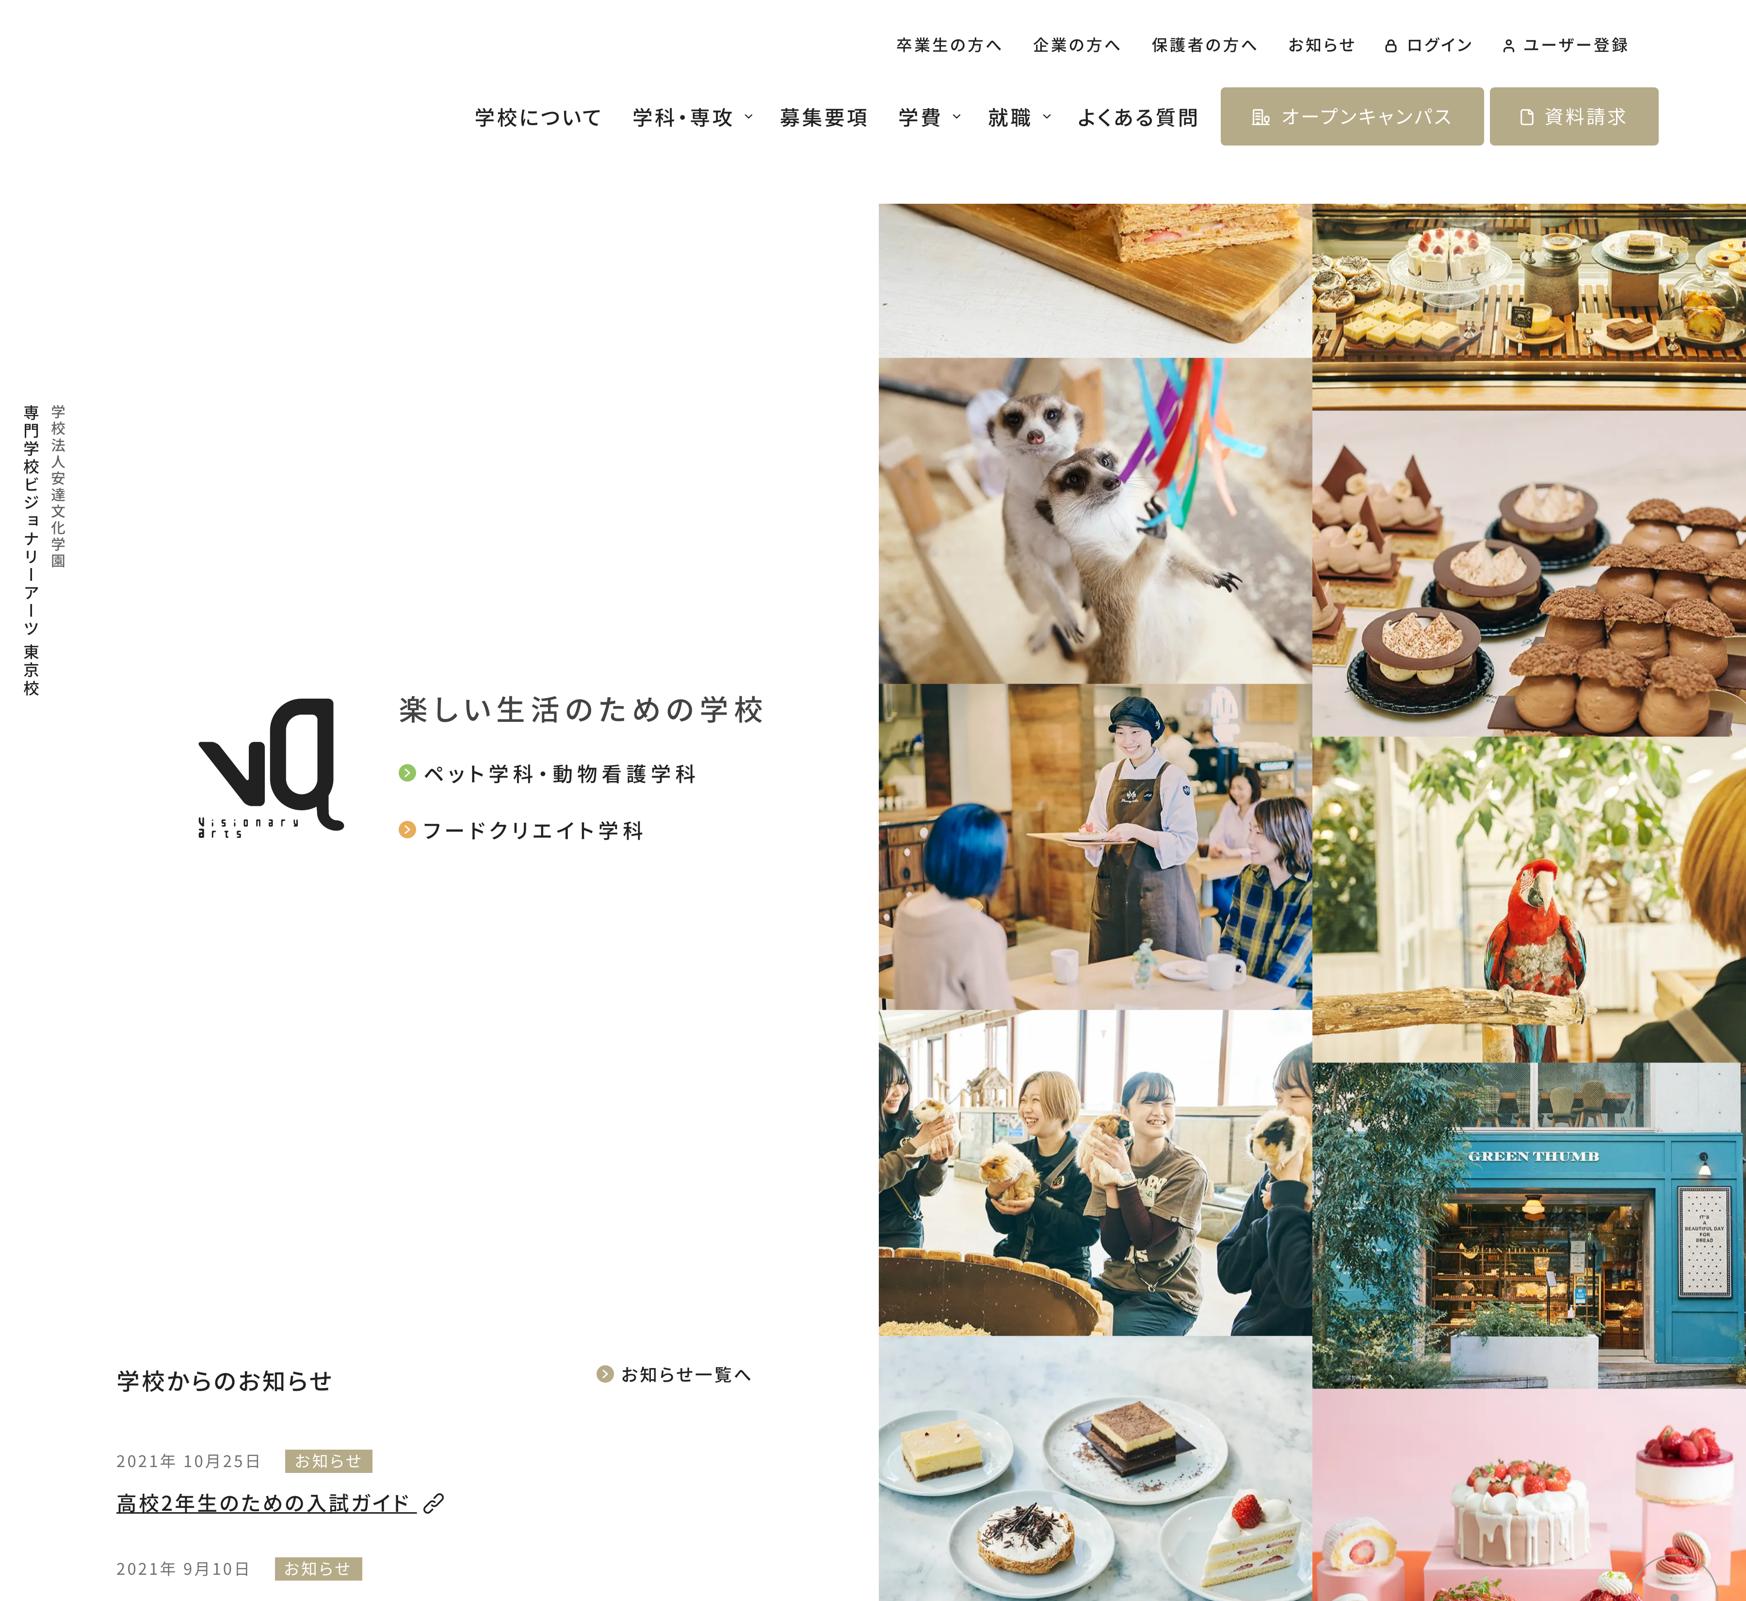 卒業生の方へ 企業の方へ 保護者の方へ お知らせ ログイン ユーザー登録
学校について 学科・専攻 募集要項 学費 就職 よくある質問 オープンキャンパス 資料請求
学校法人安達文化学園
専門学校ビジョナリーアーツ 東京校
楽しい生活のための学校
ペット学科・動物看護学科
フードクリエイト学科
vQ
visionary
arts
GREEN THUMB
IT'S
A
BEAUTIFUL DAY
FOR
BREAD
学校からのお知らせ
お知らせ一覧へ
2021年 10月25日 お知らせ
高校2年生のための入試ガイド
2021年 9月10日 お知らせ